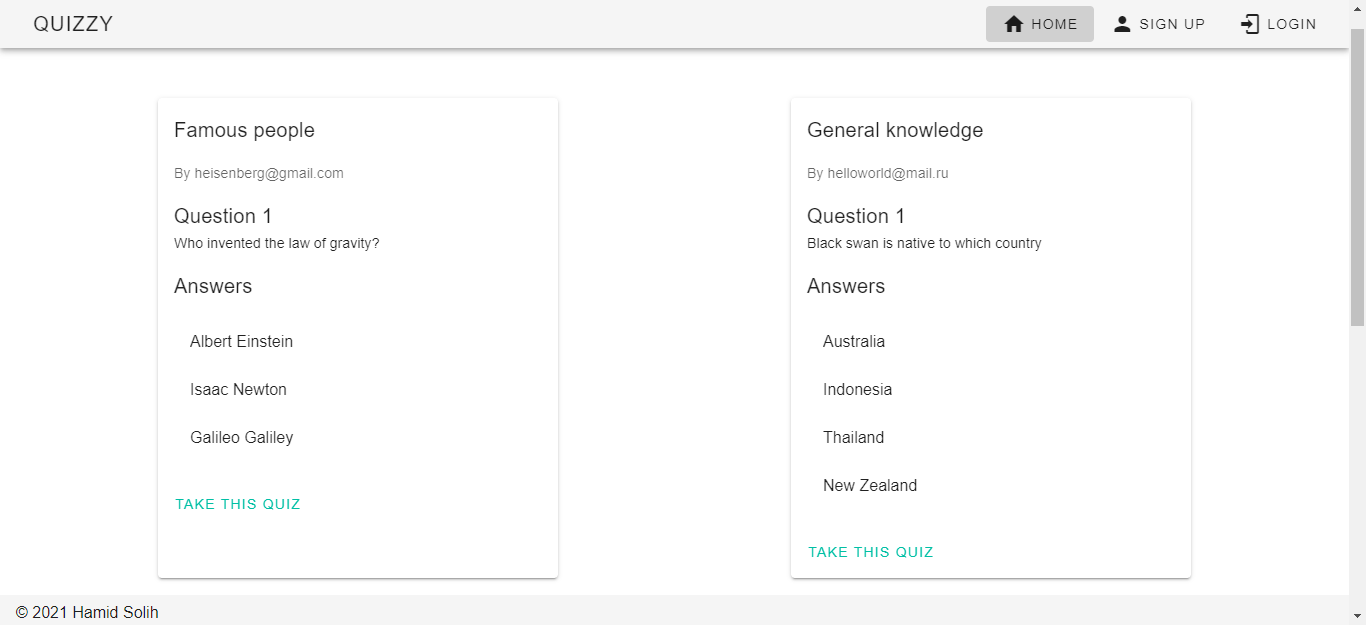 QUIZZY
HOME
SIGN UP
LOGIN
Famous people
By heisenberg@gmail.com
Question 1
Who invented the law of gravity?
Answers
Albert Einstein
Isaac Newton
Galileo Galiley
TAKE THIS QUIZ
General knowledge
By helloworld@mail.ru
Question 1
Black swan is native to which country
Answers
Australia
Indonesia
Thailand
New Zealand
TAKE THIS QUIZ
© 2021 Hamid Solih